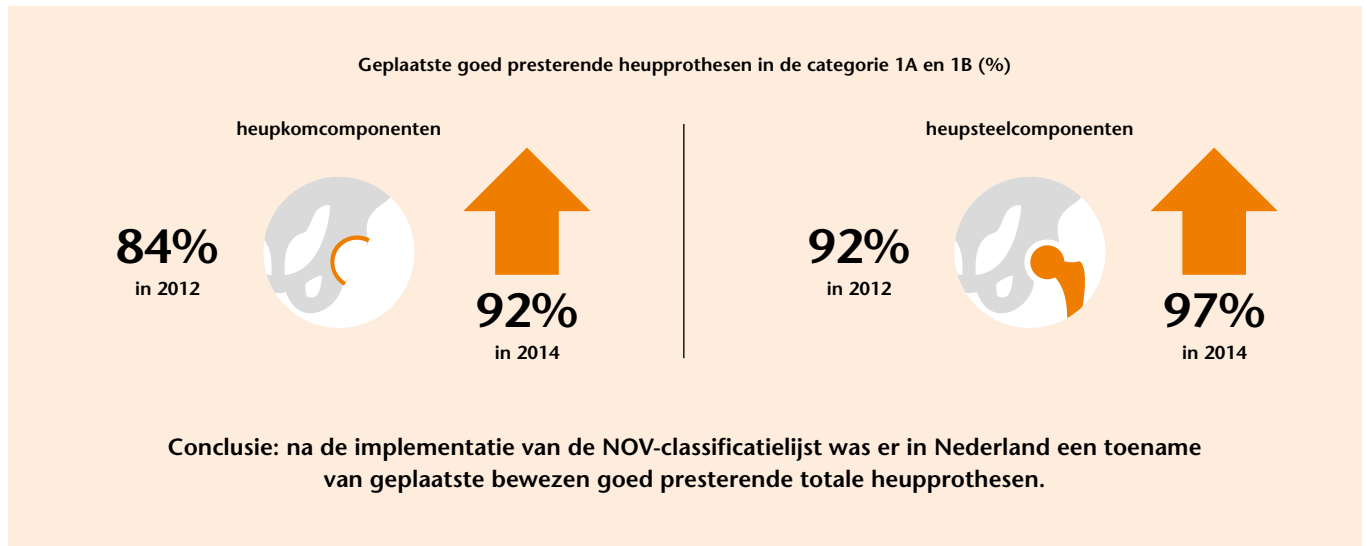 Geplaatste goed presterende heupprothesen in de categorie 1A en 1B (%)
heupkomcomponenten
84%
in 2012
92%
in 2014
heupsteelcomponenten
92%
in 2012
97%
in 2014
Conclusie: na de implementatie van de NOV-classificatielijst was er in Nederland een toename
van geplaatste bewezen goed presterende totale heupprothesen.